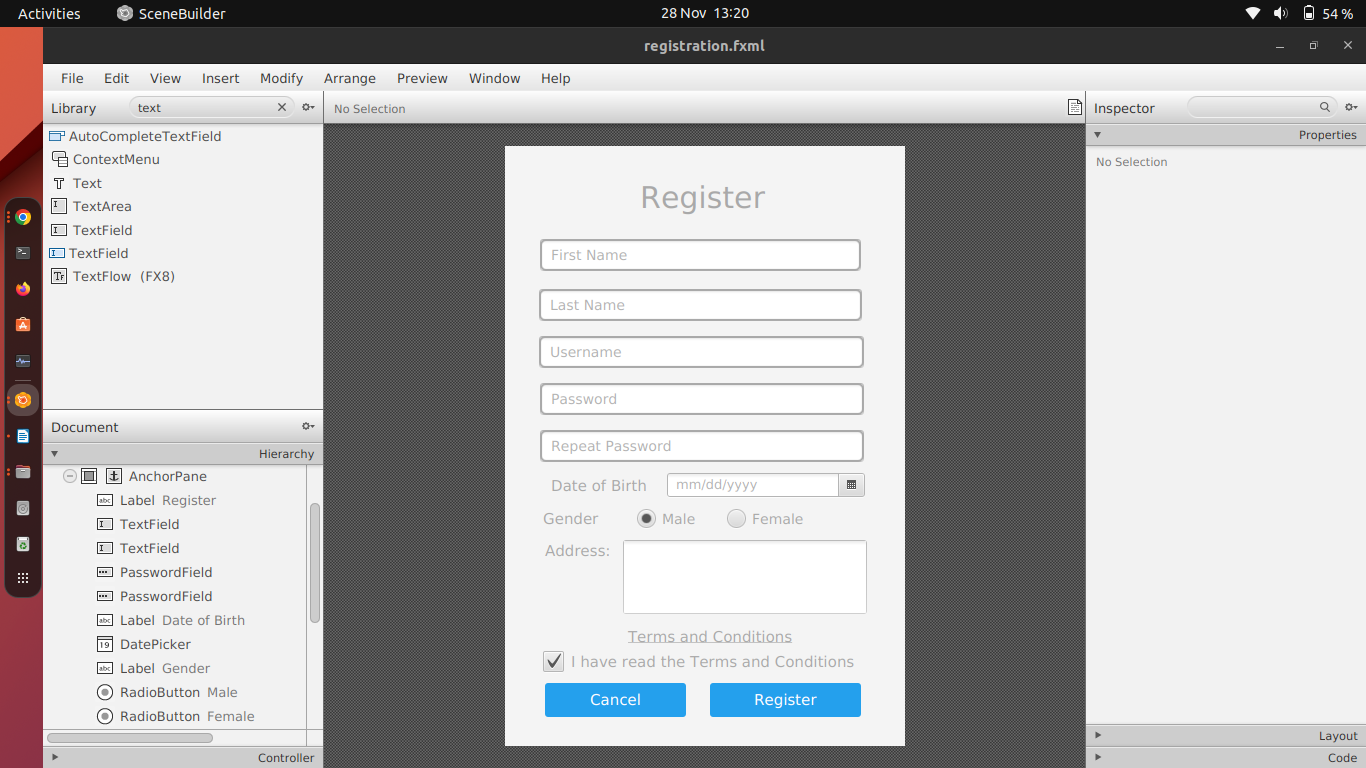 Activities SceneBuilder 28 Nov 13:20 54 %
registration.fxml
File Edit View Insert Modify Arrange Preview Window Help
Library text
No Selection
Inspector
AutoCompleteTextField
ContextMenu
Text
TextArea
TextField
TextField
TextFlow (FX8)
Document
Hierarchy
AnchorPane
Label Register
TextField
TextField
PasswordField
PasswordField
Label Date of Birth
19 DatePicker
Label Gender
RadioButton Male
RadioButton Female
Controller
Register
First Name
Last Name
Username
Password
Repeat Password
Date of Birth mm/dd/yyyy
Gender Male Female
Address:
Terms and Conditions
I have read the Terms and Conditions
Cancel Register
Properties
No Selection
Layout
Code